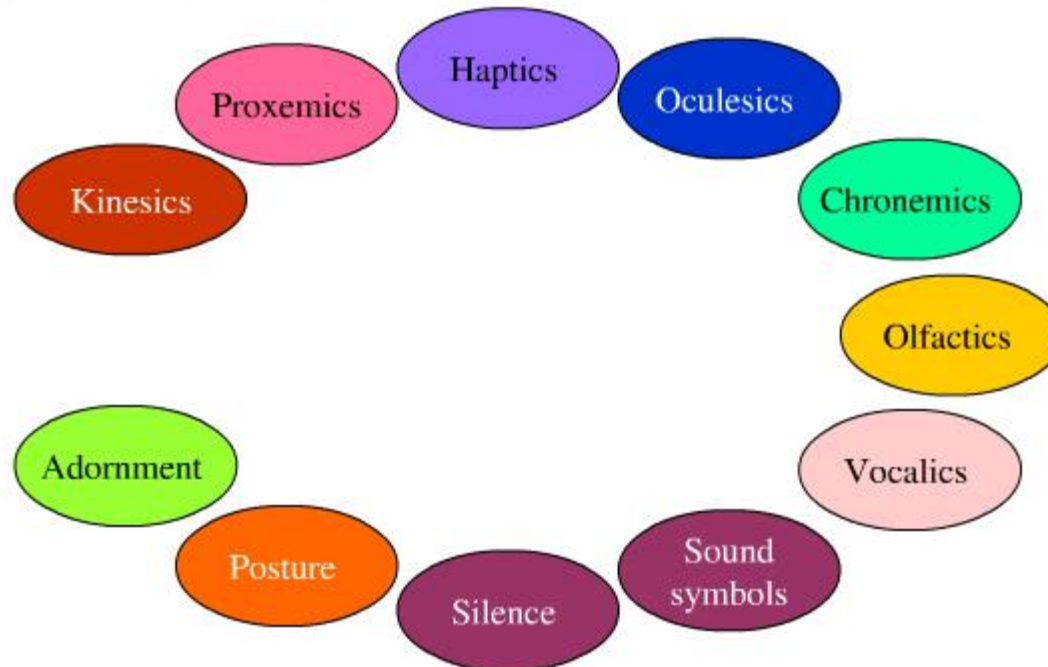 Haptics
Proxemics
Oculesics
Kinesics
Chronemics
Olfactics
Adornment
Vocalics
Posture
Sound
symbols
Silence